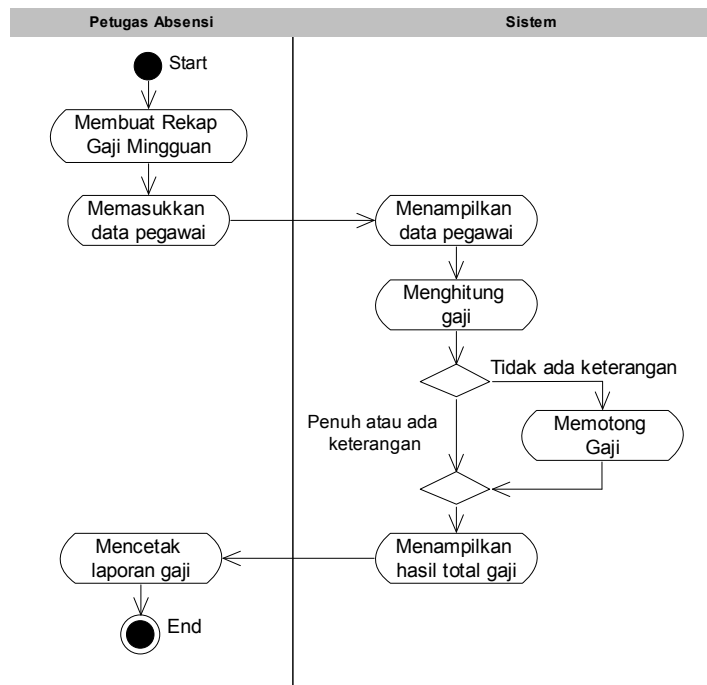 Petugas Absensi
Sistem
Start
Membuat Rekap
Gaji Mingguan
Memasukkan
data pegawai
Menampilkan
data pegawai
Menghitung
gaji
Tidak ada keterangan
Penuh atau ada
keterangan
Memotong
Gaji
Menampilkan
hasil total gaji
Mencetak
laporan gaji
End